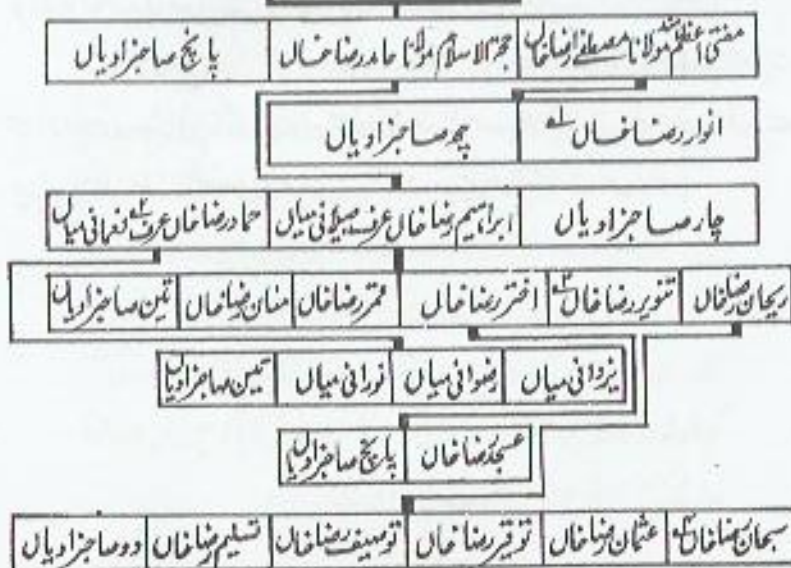 مفتی اعظم ہند مولانا مصطفےٰ رضا خاں حجۃ الاسلام مولانا حامد رضا خاں پانچ صاحبزادیاں
انور رضا خاں چھ صاحبزادیاں
چار صاحبزادیاں ابراہیم رضا خاں عرف جیلانی میاں حماد رضا خاں عرف نعمانی میاں
ریحان رضا خاں تنویر رضا خاں اختر رضا خاں قمر رضا خاں منان رضا خاں تین صاحبزادیاں
یزدانی میاں رضوانی میاں نورانی میاں تین صاحبزادیاں
عسجد رضا خاں پانچ صاحبزادیاں
سبحان رضا خاں عثمان رضا خاں توقیر رضا خاں توصیف رضا خاں تسلیم رضا خاں دو صاحبزادیاں